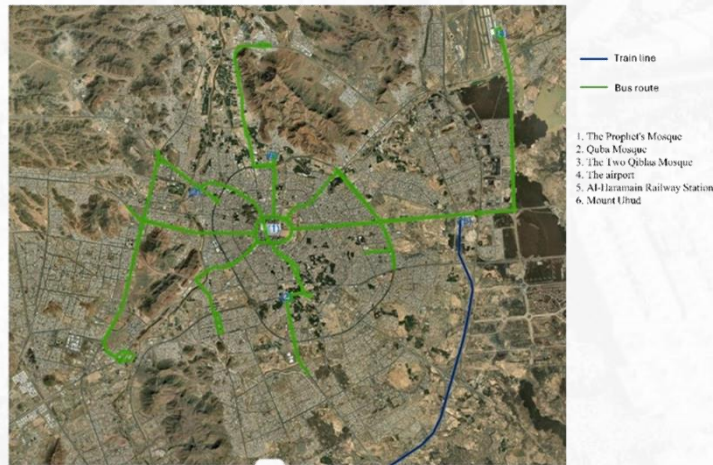 Train line
Bus route
1. The Prophet's Mosque
2. Quba Mosque
3. The Two Qiblas Mosque
4. The airport
5. Al-Haramain Railway Station
6. Mount Uhud